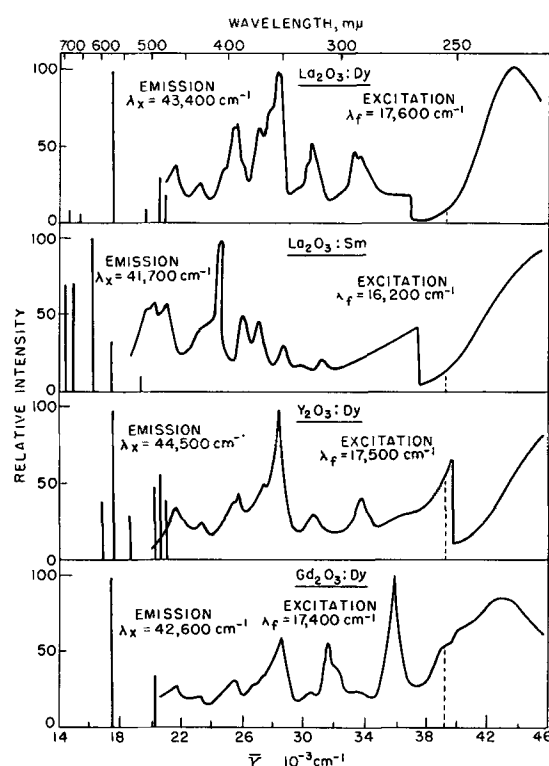 WAVELENGTH, mμ
700 600 500 400 300 250
La₂O₃:Dy
EMISSION
λx = 43,400 cm⁻¹
EXCITATION
λf = 17,600 cm⁻¹
100
50
0
La₂O₃:Sm
EMISSION
λx = 41,700 cm⁻¹
EXCITATION
λf = 16,200 cm⁻¹
100
50
0
Y₂O₃:Dy
EMISSION
λx = 44,500 cm⁻¹
EXCITATION
λf = 17,500 cm⁻¹
100
50
0
Gd₂O₃:Dy
EMISSION
λx = 42,600 cm⁻¹
EXCITATION
λf = 17,400 cm⁻¹
100
50
0
RELATIVE INTENSITY
14 18 22 26 30 34 38 42 46
ν̅ 10⁻³cm⁻¹